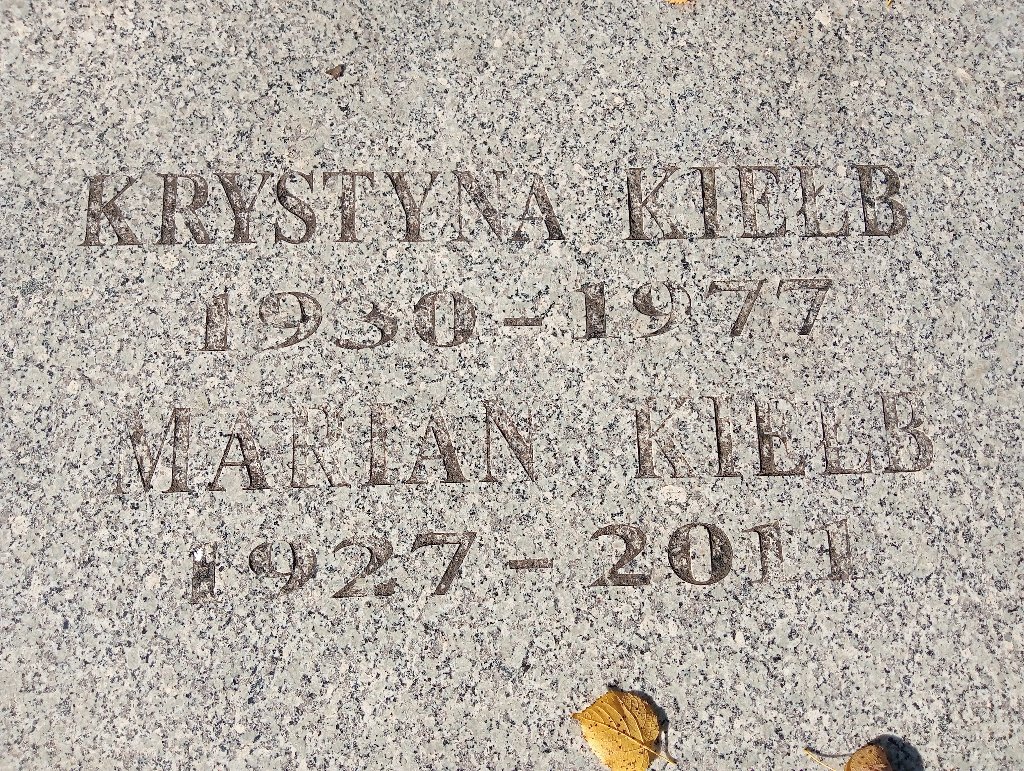 KRYSTYNA KIEŁB
1930-1977
MARIAN KIEŁB
1927-2011